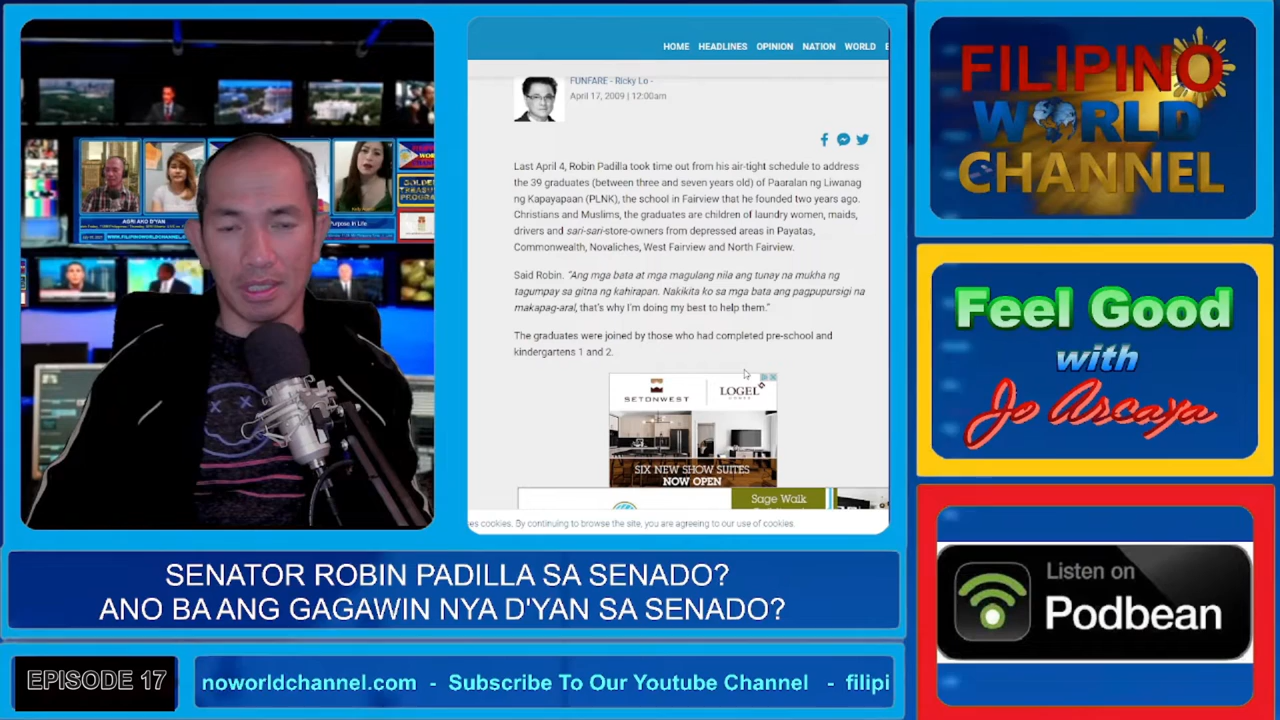 HOME HEADLINES OPINION NATION WORLD
FUNFARE - Ricky Lo -
April 17, 2009 | 12:00am
Last April 4, Robin Padilla took time out from his air-tight schedule to address
the 39 graduates (between three and seven years old) of Paaralan ng Liwanag
ng Kapayapaan (PLNK), the school in Fairview that he founded two years ago.
Christians and Muslims, the graduates are children of laundry women, maids,
drivers and sari-sari-store-owners from depressed areas in Payatas,
Commonwealth, Novaliches, West Fairview and North Fairview.
Said Robin. “Ang mga bata at mga magulang nila ang tunay na mukha ng
tagumpay sa gitna ng kahirapan. Nakikita ko sa mga bata ang pagpupursigi na
makapag-aral, that’s why I’m doing my best to help them.”
The graduates were joined by those who had completed pre-school and
kindergartens 1 and 2.
SETONWEST
LOGEL
SIX NEW SHOW SUITES
NOW OPEN
Sage Walk
es cookies. By continuing to browse the site, you are agreeing to our use of cookies.
AGRI AKO D'YAN
Purpose In Life.
FILIPINO
WORLD
CHANNEL
Feel Good
with
Jo Arcaya
Listen on
Podbean
SENATOR ROBIN PADILLA SA SENADO?
ANO BA ANG GAGAWIN NYA D'YAN SA SENADO?
EPISODE 17
noworldchannel.com - Subscribe To Our Youtube Channel - filipi